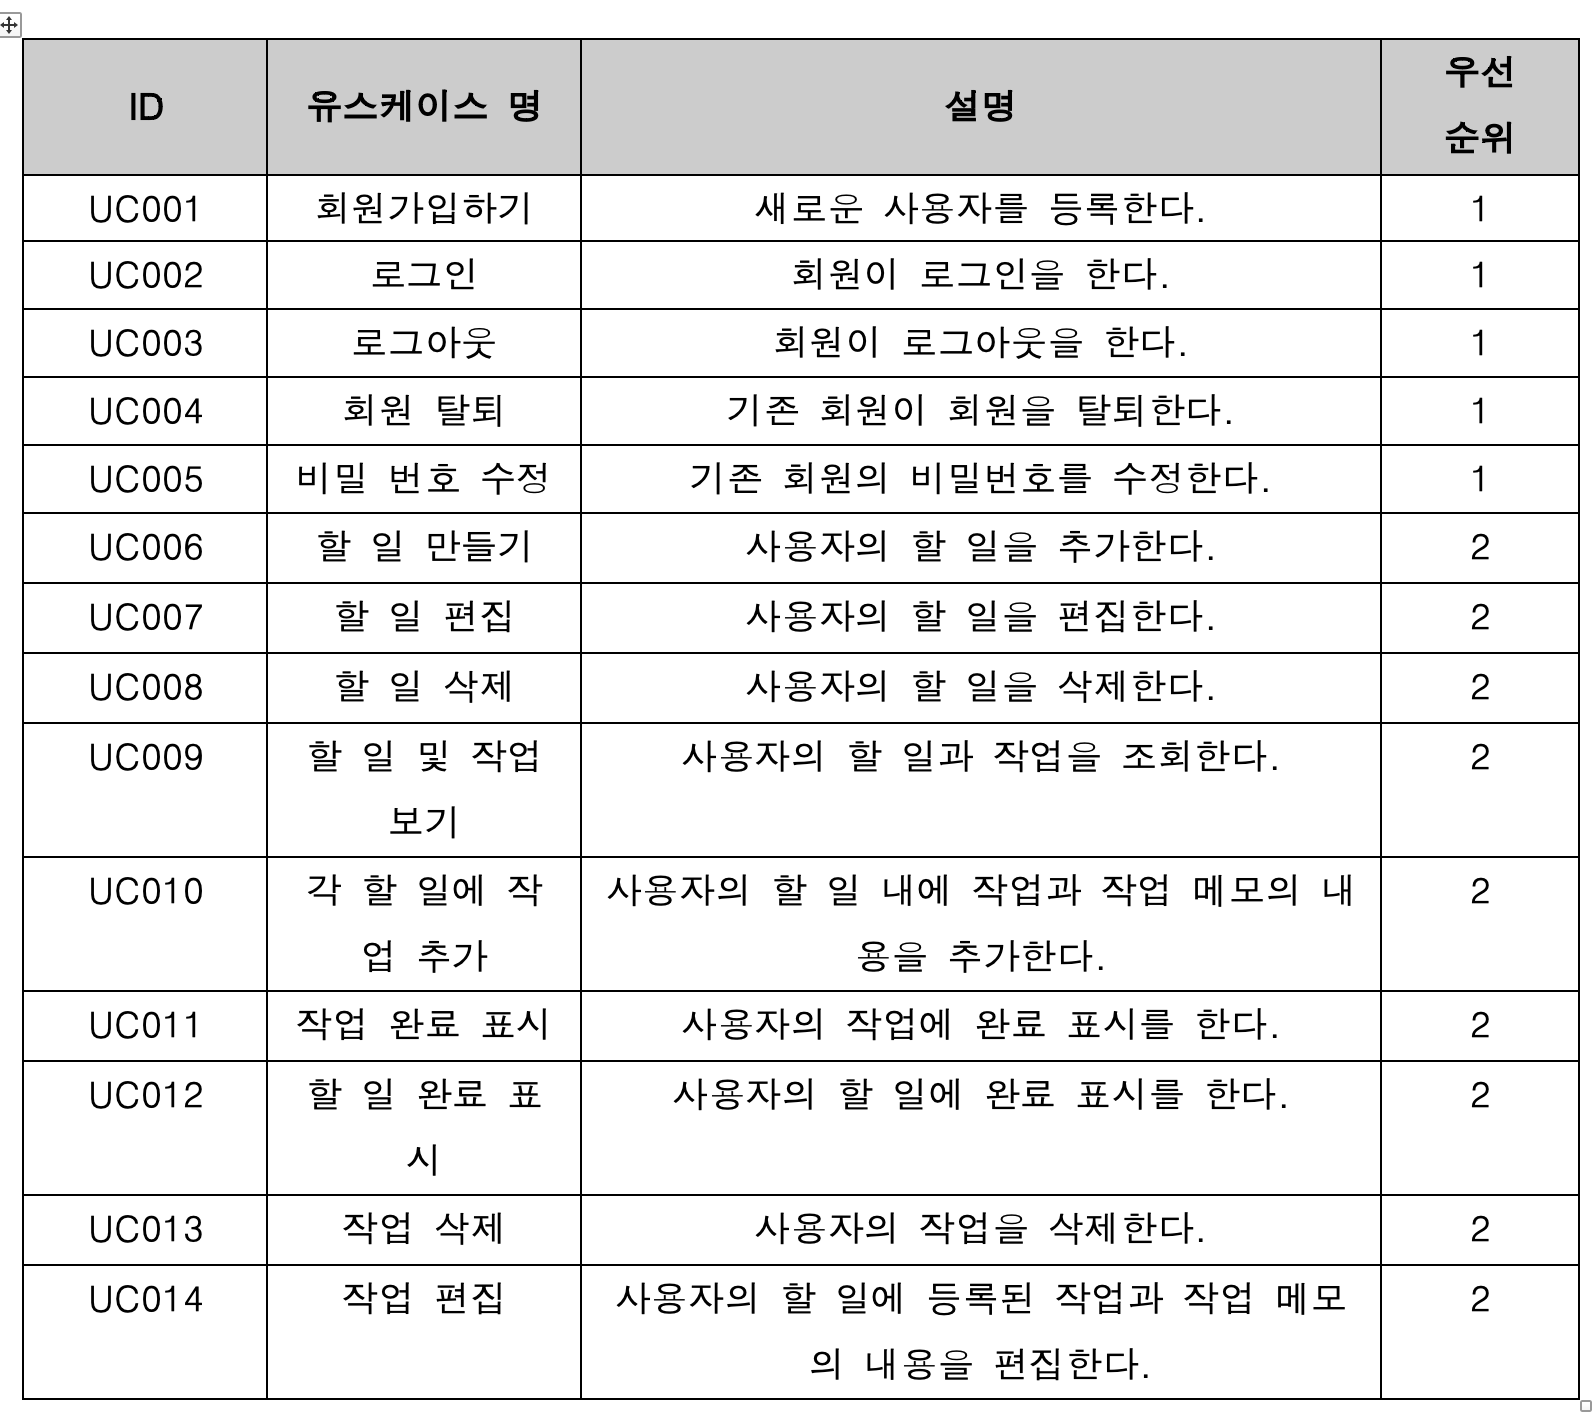 ID 유스케이스 명 설명 우선
순위
UC001 회원가입하기 새로운 사용자를 등록한다. 1
UC002 로그인 회원이 로그인을 한다. 1
UC003 로그아웃 회원이 로그아웃을 한다. 1
UC004 회원 탈퇴 기존 회원이 회원을 탈퇴한다. 1
UC005 비밀 번호 수정 기존 회원의 비밀번호를 수정한다. 1
UC006 할 일 만들기 사용자의 할 일을 추가한다. 2
UC007 할 일 편집 사용자의 할 일을 편집한다. 2
UC008 할 일 삭제 사용자의 할 일을 삭제한다. 2
UC009 할 일 및 작업 사용자의 할 일과 작업을 조회한다. 2
보기
UC010 각 할 일에 작 사용자의 할 일 내에 작업과 작업 메모의 내 2
업 추가 용을 추가한다.
UC011 작업 완료 표시 사용자의 작업에 완료 표시를 한다. 2
UC012 할 일 완료 표 사용자의 할 일에 완료 표시를 한다. 2
시
UC013 작업 삭제 사용자의 작업을 삭제한다. 2
UC014 작업 편집 사용자의 할 일에 등록된 작업과 작업 메모 2
의 내용을 편집한다.